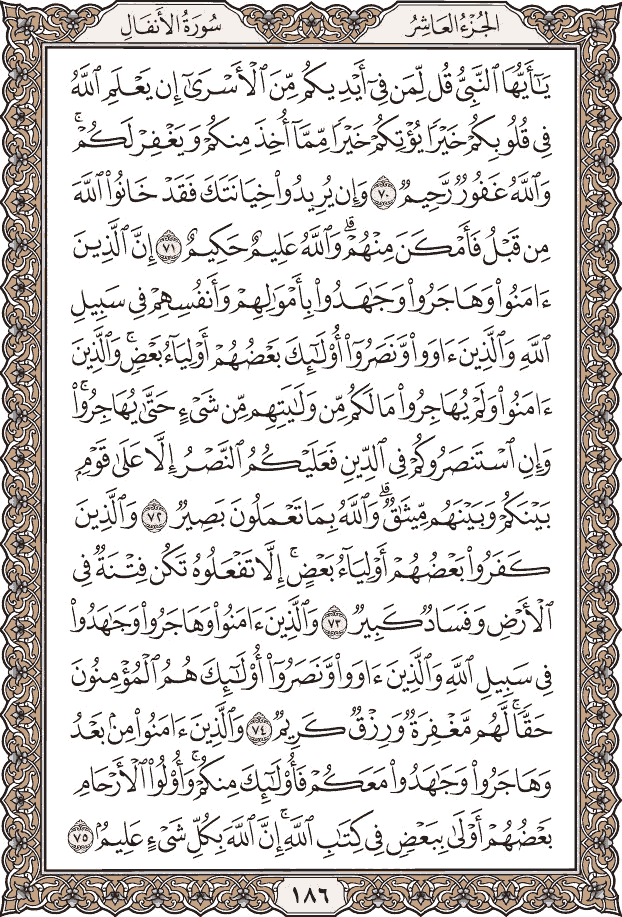 الجُزْءُ العَاشِرُ
سُورَةُ الأَنفَالِ
يَـٰٓأَيُّهَا ٱلنَّبِىُّ قُل لِّمَن فِىٓ أَيْدِيكُم مِّنَ ٱلْأَسْرَىٰٓ إِن يَعْلَمِ ٱللَّهُ
فِى قُلُوبِكُمْ خَيْرًا يُؤْتِكُمْ خَيْرًا مِّمَّآ أُخِذَ مِنكُمْ وَيَغْفِرْ لَكُمْ ۗ
وَٱللَّهُ غَفُورٌ رَّحِيمٌ ٧٠ وَإِن يُرِيدُوا۟ خِيَانَتَكَ فَقَدْ خَانُوا۟ ٱللَّهَ
مِن قَبْلُ فَأَمْكَنَ مِنْهُمْ ۗ وَٱللَّهُ عَلِيمٌ حَكِيمٌ ٧١ إِنَّ ٱلَّذِينَ
ءَامَنُوا۟ وَهَاجَرُوا۟ وَجَـٰهَدُوا۟ بِأَمْوَٰلِهِمْ وَأَنفُسِهِمْ فِى سَبِيلِ
ٱللَّهِ وَٱلَّذِينَ ءَاوَوا۟ وَّنَصَرُوٓا۟ أُو۟لَـٰٓئِكَ بَعْضُهُمْ أَوْلِيَآءُ بَعْضٍ ۚ وَٱلَّذِينَ
ءَامَنُوا۟ وَلَمْ يُهَاجِرُوا۟ مَا لَكُم مِّن وَلَـٰيَتِهِم مِّن شَىْءٍ حَتَّىٰ يُهَاجِرُوا۟ ۚ
وَإِنِ ٱسْتَنصَرُوكُمْ فِى ٱلدِّينِ فَعَلَيْكُمُ ٱلنَّصْرُ إِلَّا عَلَىٰ قَوْمٍۭ
بَيْنَكُمْ وَبَيْنَهُم مِّيثَـٰقٌ ۗ وَٱللَّهُ بِمَا تَعْمَلُونَ بَصِيرٌ ٧٢ وَٱلَّذِينَ
كَفَرُوا۟ بَعْضُهُمْ أَوْلِيَآءُ بَعْضٍ ۚ إِلَّا تَفْعَلُوهُ تَكُن فِتْنَةٌ فِى
ٱلْأَرْضِ وَفَسَادٌ كَبِيرٌ ٧٣ وَٱلَّذِينَ ءَامَنُوا۟ وَهَاجَرُوا۟ وَجَـٰهَدُوا۟
فِى سَبِيلِ ٱللَّهِ وَٱلَّذِينَ ءَاوَوا۟ وَّنَصَرُوٓا۟ أُو۟لَـٰٓئِكَ هُمُ ٱلْمُؤْمِنُونَ
حَقًّا ۚ لَّهُم مَّغْفِرَةٌ وَرِزْقٌ كَرِيمٌ ٧٤ وَٱلَّذِينَ ءَامَنُوا۟ مِنۢ بَعْدُ
وَهَاجَرُوا۟ وَجَـٰهَدُوا۟ مَعَكُمْ فَأُو۟لَـٰٓئِكَ مِنكُمْ ۚ وَأُو۟لُوا۟ ٱلْأَرْحَامِ
بَعْضُهُمْ أَوْلَىٰ بِبَعْضٍ فِى كِتَـٰبِ ٱللَّهِ ۗ إِنَّ ٱللَّهَ بِكُلِّ شَىْءٍ عَلِيمٌۢ ٧٥
١٨٦